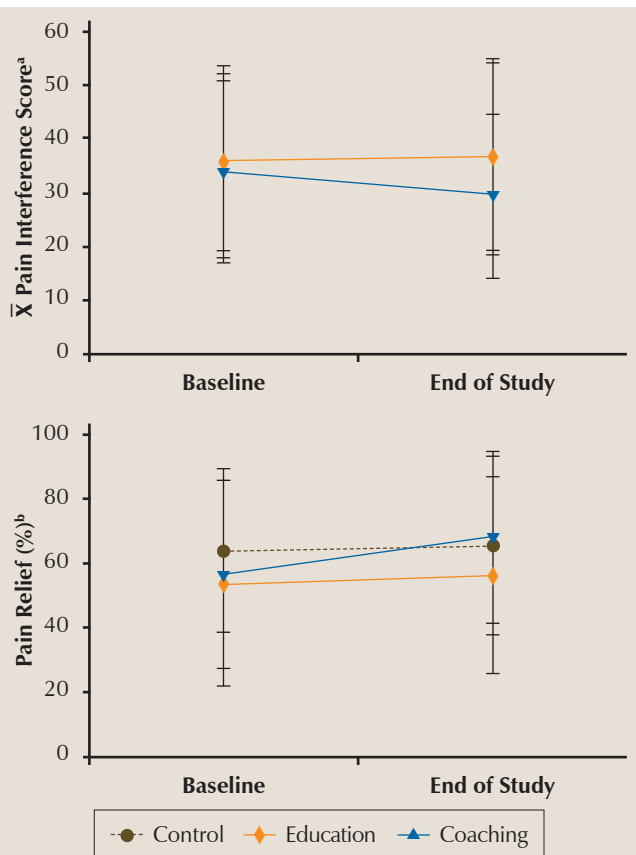 60
50
40
30
20
10
0
X̅ Pain Interference Scoreᵃ
Baseline End of Study
100
80
60
40
20
0
Pain Relief (%)ᵇ
Baseline End of Study
Control Education Coaching